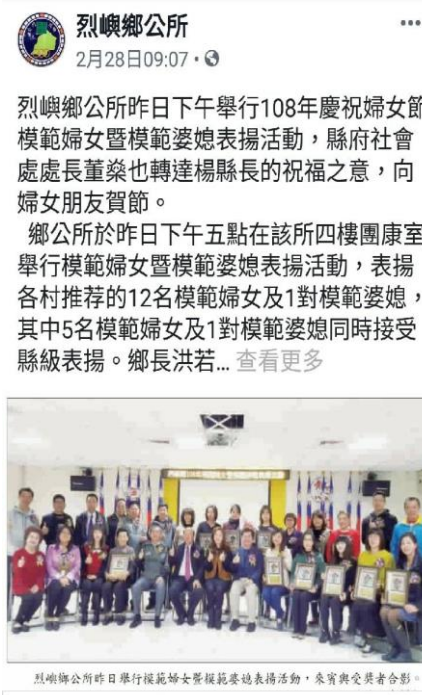 烈嶼鄉公所
2月28日09:07
烈嶼鄉公所昨日下午舉行108年慶祝婦女節
模範婦女暨模範婆媳表揚活動，縣府社會
處處長董燊也轉達楊縣長的祝福之意，向
婦女朋友賀節。
鄉公所於昨日下午五點在該所四樓團康室
舉行模範婦女暨模範婆媳表揚活動，表揚
各村推荐的12名模範婦女及1對模範婆媳，
其中5名模範婦女及1對模範婆媳同時接受
縣級表揚。鄉長洪若... 查看更多
烈嶼鄉公所昨日舉行模範婦女暨模範婆媳表揚活動，來賓與受獎者合影。